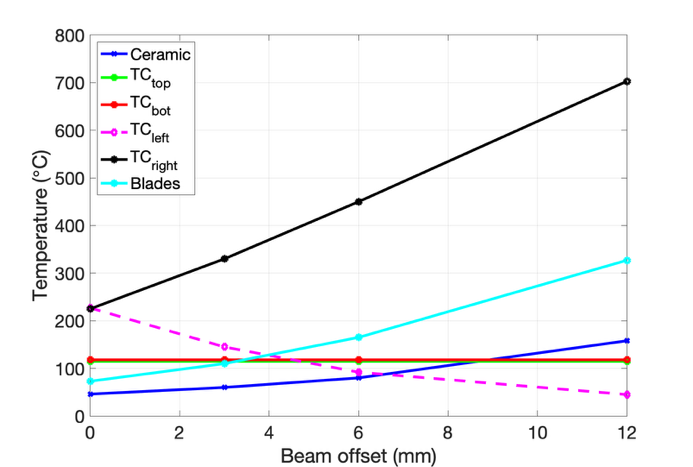 800
700
600
500
400
300
200
100
0
Temperature (°C)
Ceramic
TCtop
TCbot
TCleft
TCright
Blades
0 2 4 6 8 10 12
Beam offset (mm)